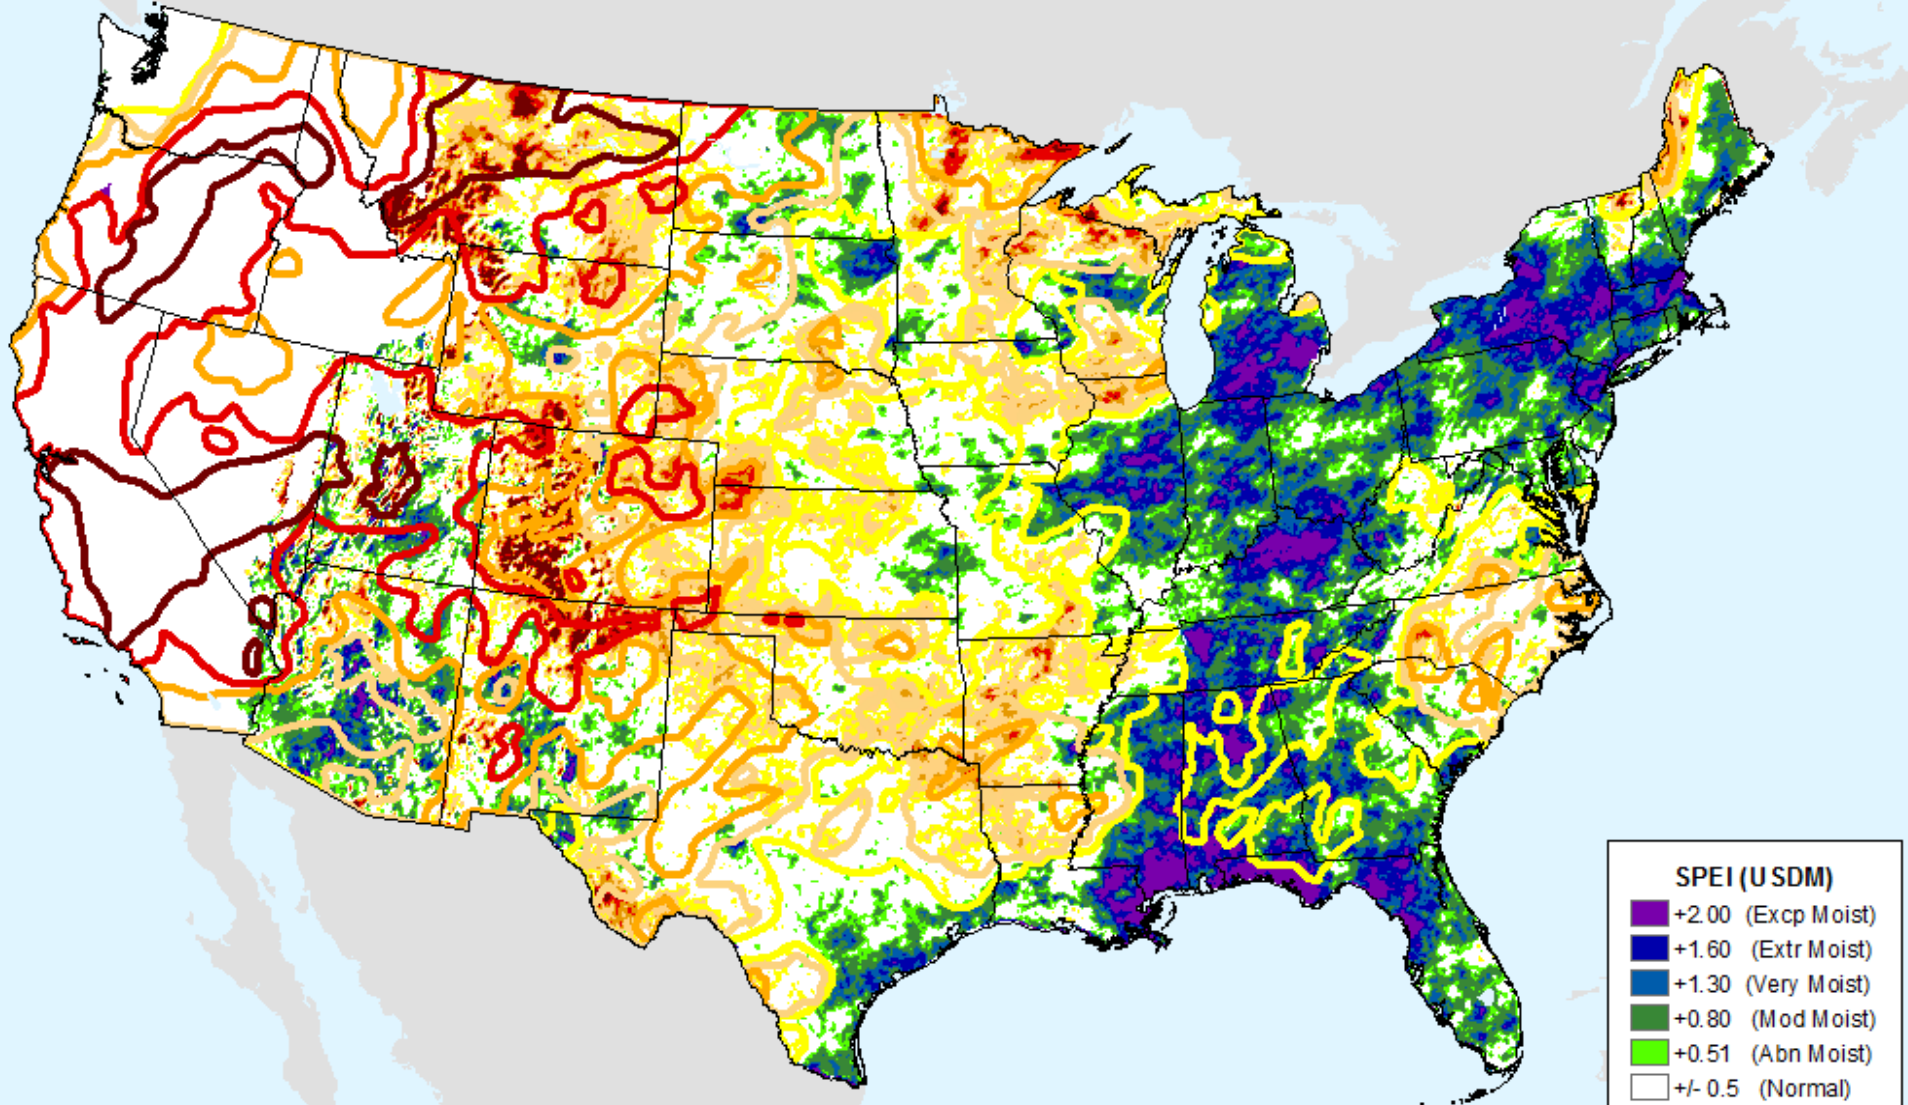 SPEI (USDM)
+2.00 (Excp Moist)
+1.60 (Extr Moist)
+1.30 (Very Moist)
+0.80 (Mod Moist)
+0.51 (Abn Moist)
+/- 0.5 (Normal)